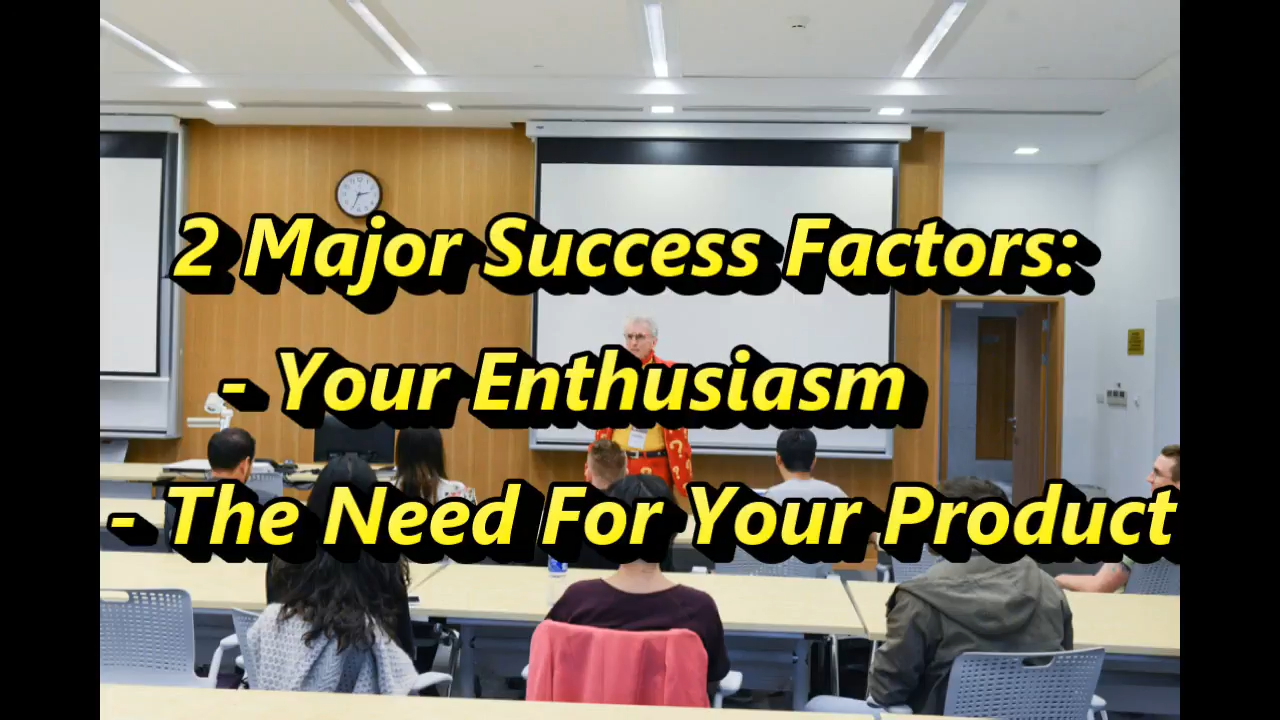 2 Major Success Factors:
- Your Enthusiasm
- The Need For Your Product